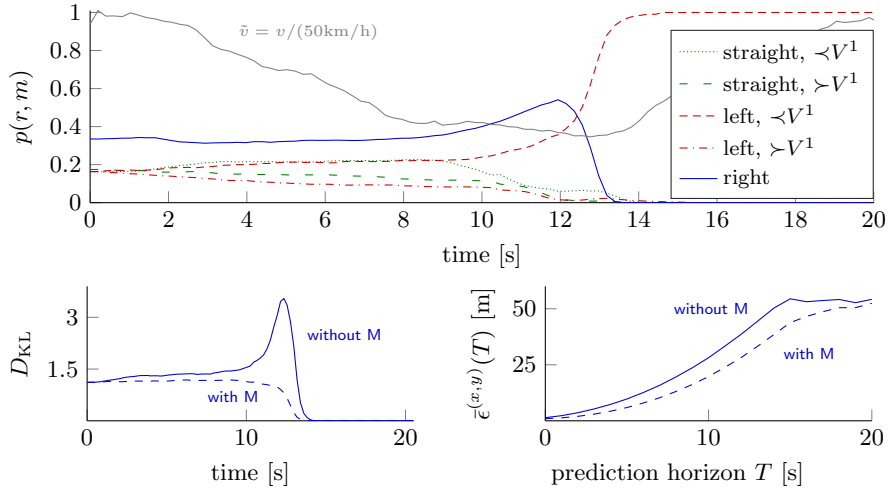 1
0.8
0.6
0.4
0.2
0
p(r, m)
ṽ = v/(50km/h)
straight, ≺V¹
straight, ≻V¹
left, ≺V¹
left, ≻V¹
right
0 2 4 6 8 10 12 14 16 18 20
time [s]
3
1.5
D_KL
without M
with M
0 10 20
time [s]
50
25
ϵ̄^(x,y)(T) [m]
without M
with M
0 10 20
prediction horizon T [s]